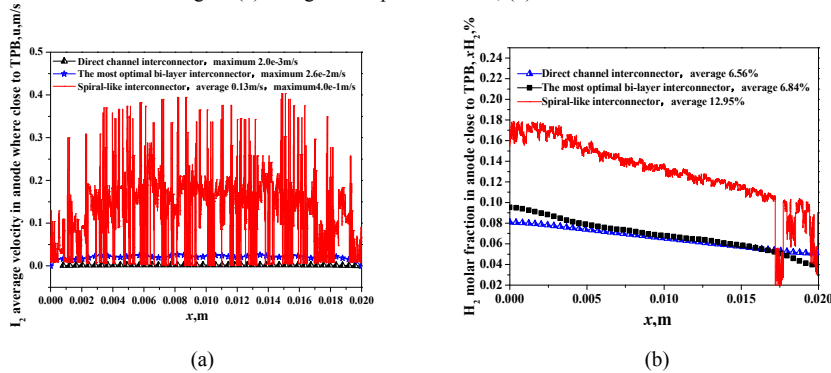 I₂ average velocity in anode where close to TPB,u,m/s
0.5
0.4
0.3
0.2
0.1
0.0
Direct channel interconnector，maximum 2.0e-3m/s
The most optimal bi-layer interconnector，maximum 2.6e-2m/s
Spiral-like interconnector，average 0.13m/s，maximum4.0e-1m/s
0.000 0.002 0.004 0.006 0.008 0.010 0.012 0.014 0.016 0.018 0.020
x,m
(a)
H₂ molar fraction in anode close to TPB, xH₂,%
0.24
0.22
0.20
0.18
0.16
0.14
0.12
0.10
0.08
0.06
0.04
0.02
Direct channel interconnector，average 6.56%
The most optimal bi-layer interconnector，average 6.84%
Spiral-like interconnector，average 12.95%
0.000 0.005 0.010 0.015 0.020
x,m
(b)